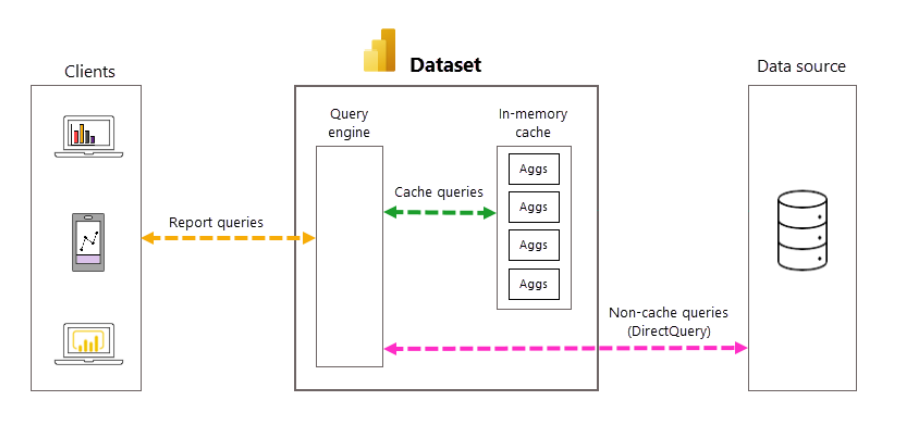 Clients
Dataset
Data source
Query
engine
In-memory
cache
Aggs
Aggs
Aggs
Aggs
Cache queries
Report queries
Non-cache queries
(DirectQuery)